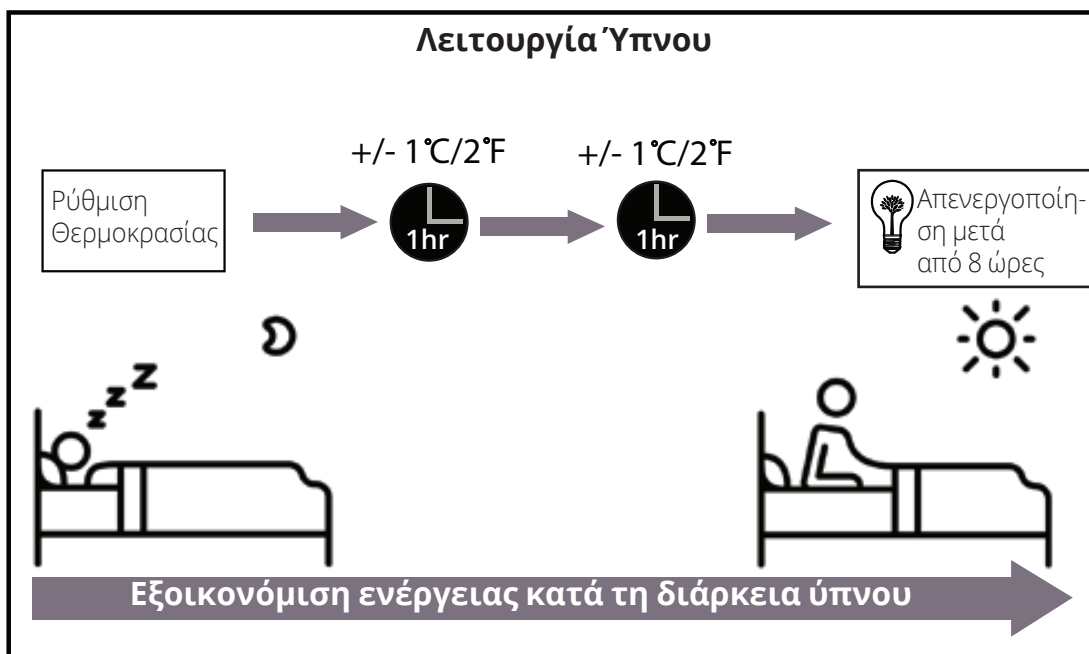 Λειτουργία Ύπνου
+/- 1°C/2°F
+/- 1°C/2°F
Ρύθμιση
Θερμοκρασίας
1hr
1hr
Απενεργοποίη-
ση μετά
από 8 ώρες
z z z
Εξοικονόμιση ενέργειας κατά τη διάρκεια ύπνου